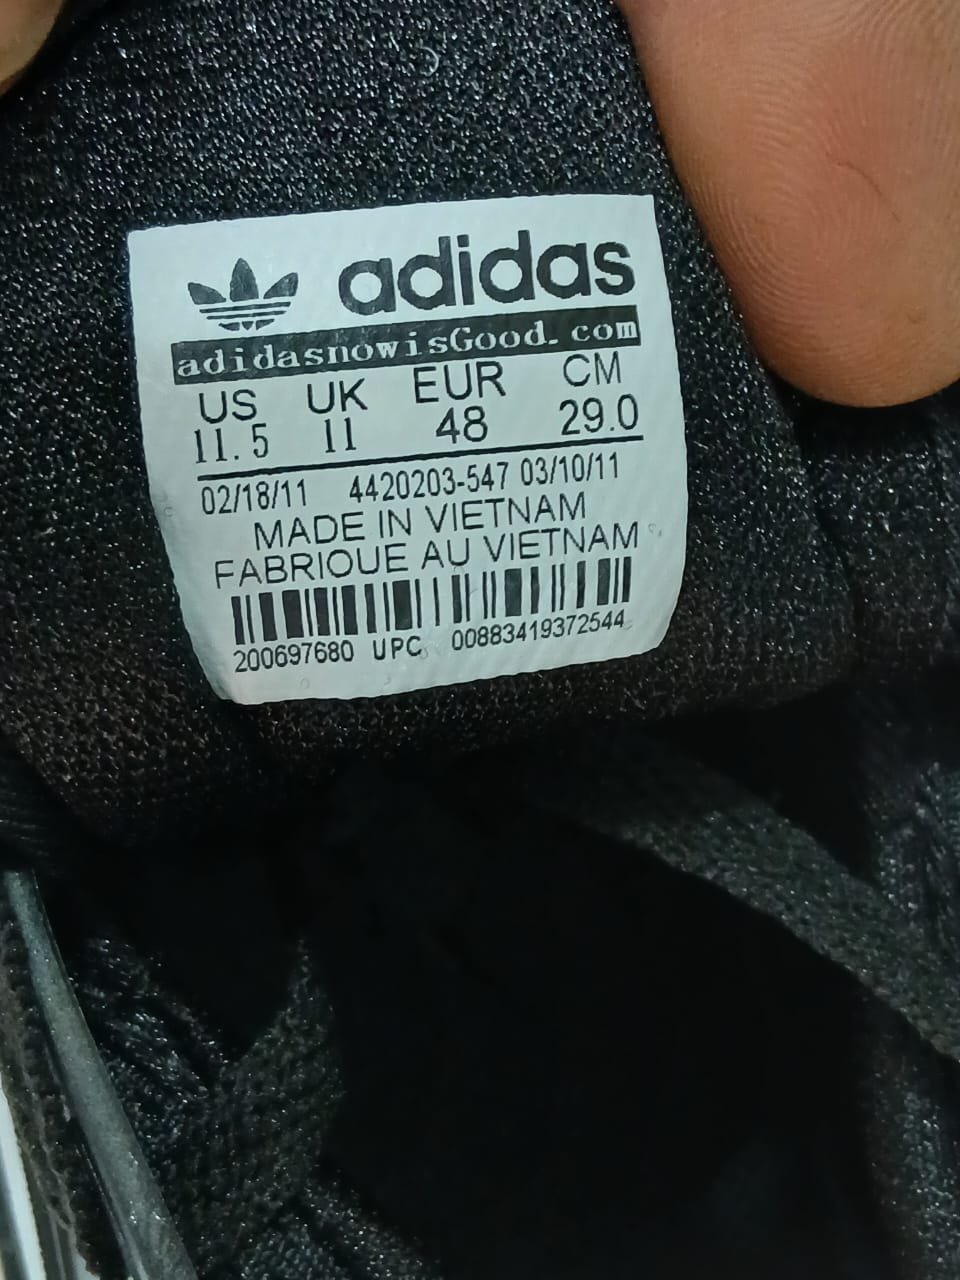 adidas
adidasnowisGood.com
US UK EUR CM
11.5 11 48 29.0
02/18/11 4420203-547 03/10/11
MADE IN VIETNAM
FABRIOUE AU VIETNAM
200697680 UPC 00883419372544